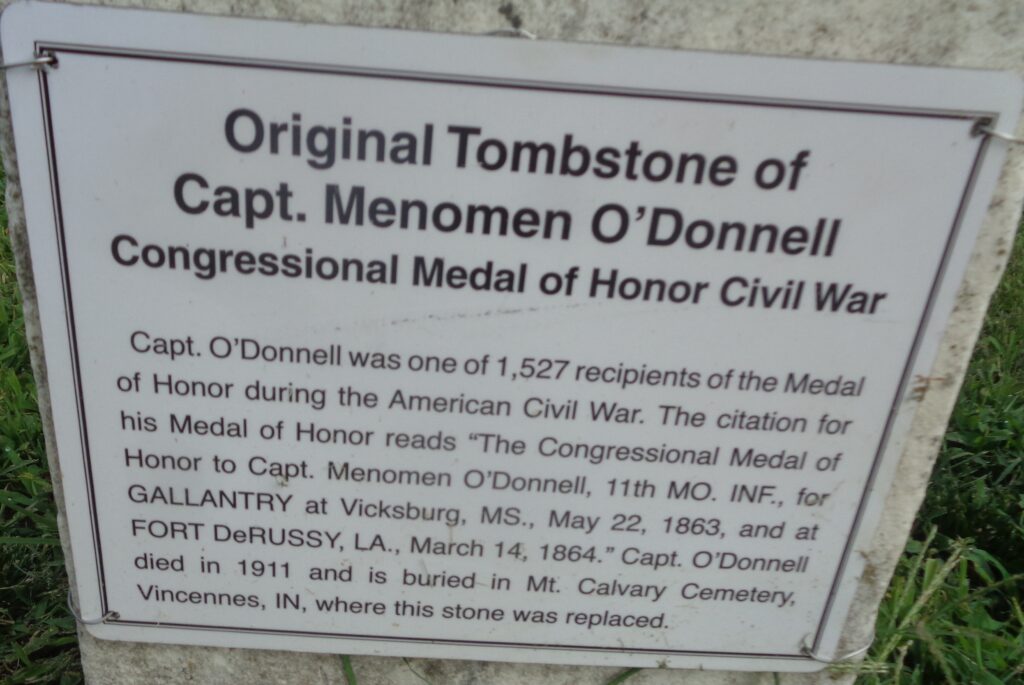 Original Tombstone of
Capt. Menomen O'Donnell
Congressional Medal of Honor Civil War
Capt. O'Donnell was one of 1,527 recipients of the Medal
of Honor during the American Civil War. The citation for
his Medal of Honor reads “The Congressional Medal of
Honor to Capt. Menomen O'Donnell, 11th MO. INF., for
GALLANTRY at Vicksburg, MS., May 22, 1863, and at
FORT DeRUSSY, LA., March 14, 1864.” Capt. O'Donnell
died in 1911 and is buried in Mt. Calvary Cemetery,
Vincennes, IN, where this stone was replaced.